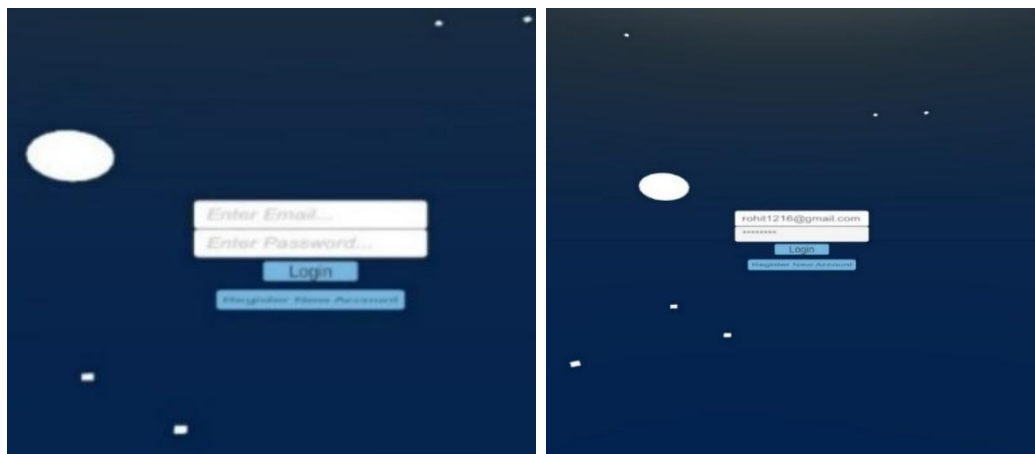 Enter Email...
Enter Password...
Login
Register New Account
rohit1216@gmail.com
********
Login
Register New Account